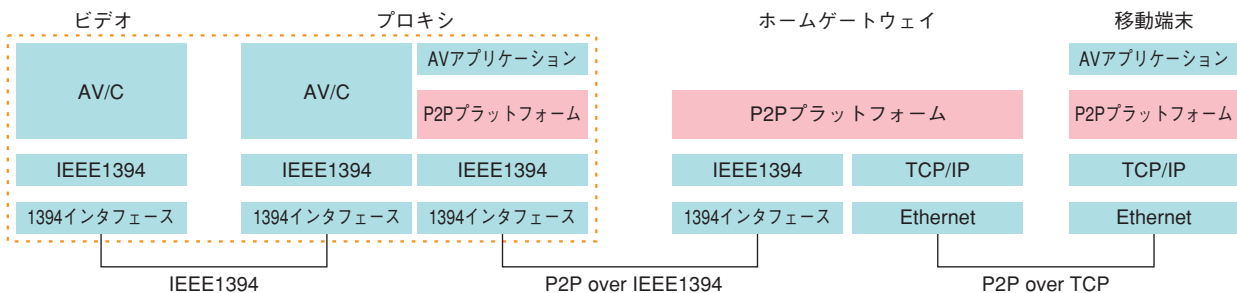 ビデオ
プロキシ
ホームゲートウェイ
移動端末
AV/C
AV/C
AVアプリケーション
P2Pプラットフォーム
P2Pプラットフォーム
AVアプリケーション
P2Pプラットフォーム
IEEE1394
IEEE1394
IEEE1394
IEEE1394
TCP/IP
TCP/IP
1394インタフェース
1394インタフェース
1394インタフェース
1394インタフェース
Ethernet
Ethernet
IEEE1394
P2P over IEEE1394
P2P over TCP